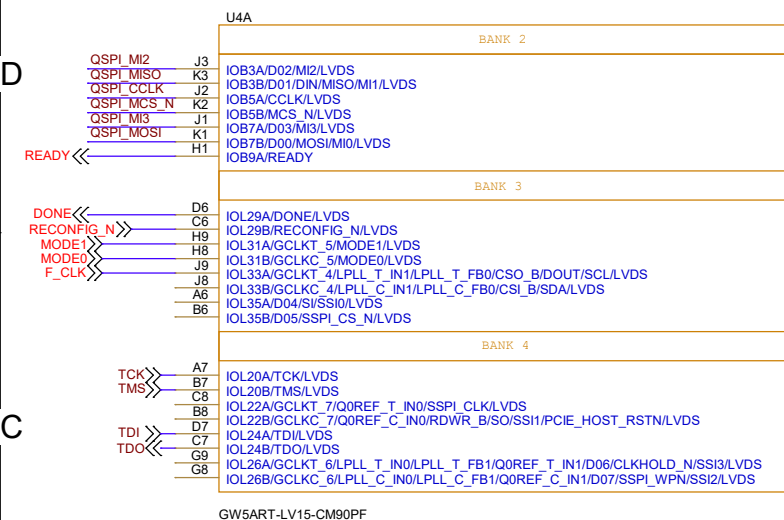 U4A
BANK 2
D
QSPI_MI2 J3 IOB3A/D02/MI2/LVDS
QSPI_MISO K3 IOB3B/D01/DIN/MISO/MI1/LVDS
QSPI_CCLK J2 IOB5A/CCLK/LVDS
QSPI_MCS_N K2 IOB5B/MCS_N/LVDS
QSPI_MI3 J1 IOB7A/D03/MI3/LVDS
QSPI_MOSI K1 IOB7B/D00/MOSI/MI0/LVDS
READY H1 IOB9A/READY
BANK 3
DONE D6 IOL29A/DONE/LVDS
RECONFIG_N C6 IOL29B/RECONFIG_N/LVDS
MODE1 H9 IOL31A/GCLKT_5/MODE1/LVDS
MODE0 H8 IOL31B/GCLKC_5/MODE0/LVDS
F_CLK J9 IOL33A/GCLKT_4/LPLL_T_IN1/LPLL_T_FB0/CSO_B/DOUT/SCL/LVDS
J8 IOL33B/GCLKC_4/LPLL_C_IN1/LPLL_C_FB0/CSI_B/SDA/LVDS
A6 IOL35A/D04/SI/SSI0/LVDS
B6 IOL35B/D05/SSPI_CS_N/LVDS
BANK 4
TCK A7 IOL20A/TCK/LVDS
TMS B7 IOL20B/TMS/LVDS
C8 IOL22A/GCLKT_7/Q0REF_T_IN0/SSPI_CLK/LVDS
B8 IOL22B/GCLKC_7/Q0REF_C_IN0/RDWR_B/SO/SSI1/PCIE_HOST_RSTN/LVDS
C
TDI D7 IOL24A/TDI/LVDS
TDO C7 IOL24B/TDO/LVDS
G9 IOL26A/GCLKT_6/LPLL_T_IN0/LPLL_T_FB1/Q0REF_T_IN1/D06/CLKHOLD_N/SSI3/LVDS
G8 IOL26B/GCLKC_6/LPLL_C_IN0/LPLL_C_FB1/Q0REF_C_IN1/D07/SSPI_WPN/SSI2/LVDS
GW5ART-LV15-CM90PF